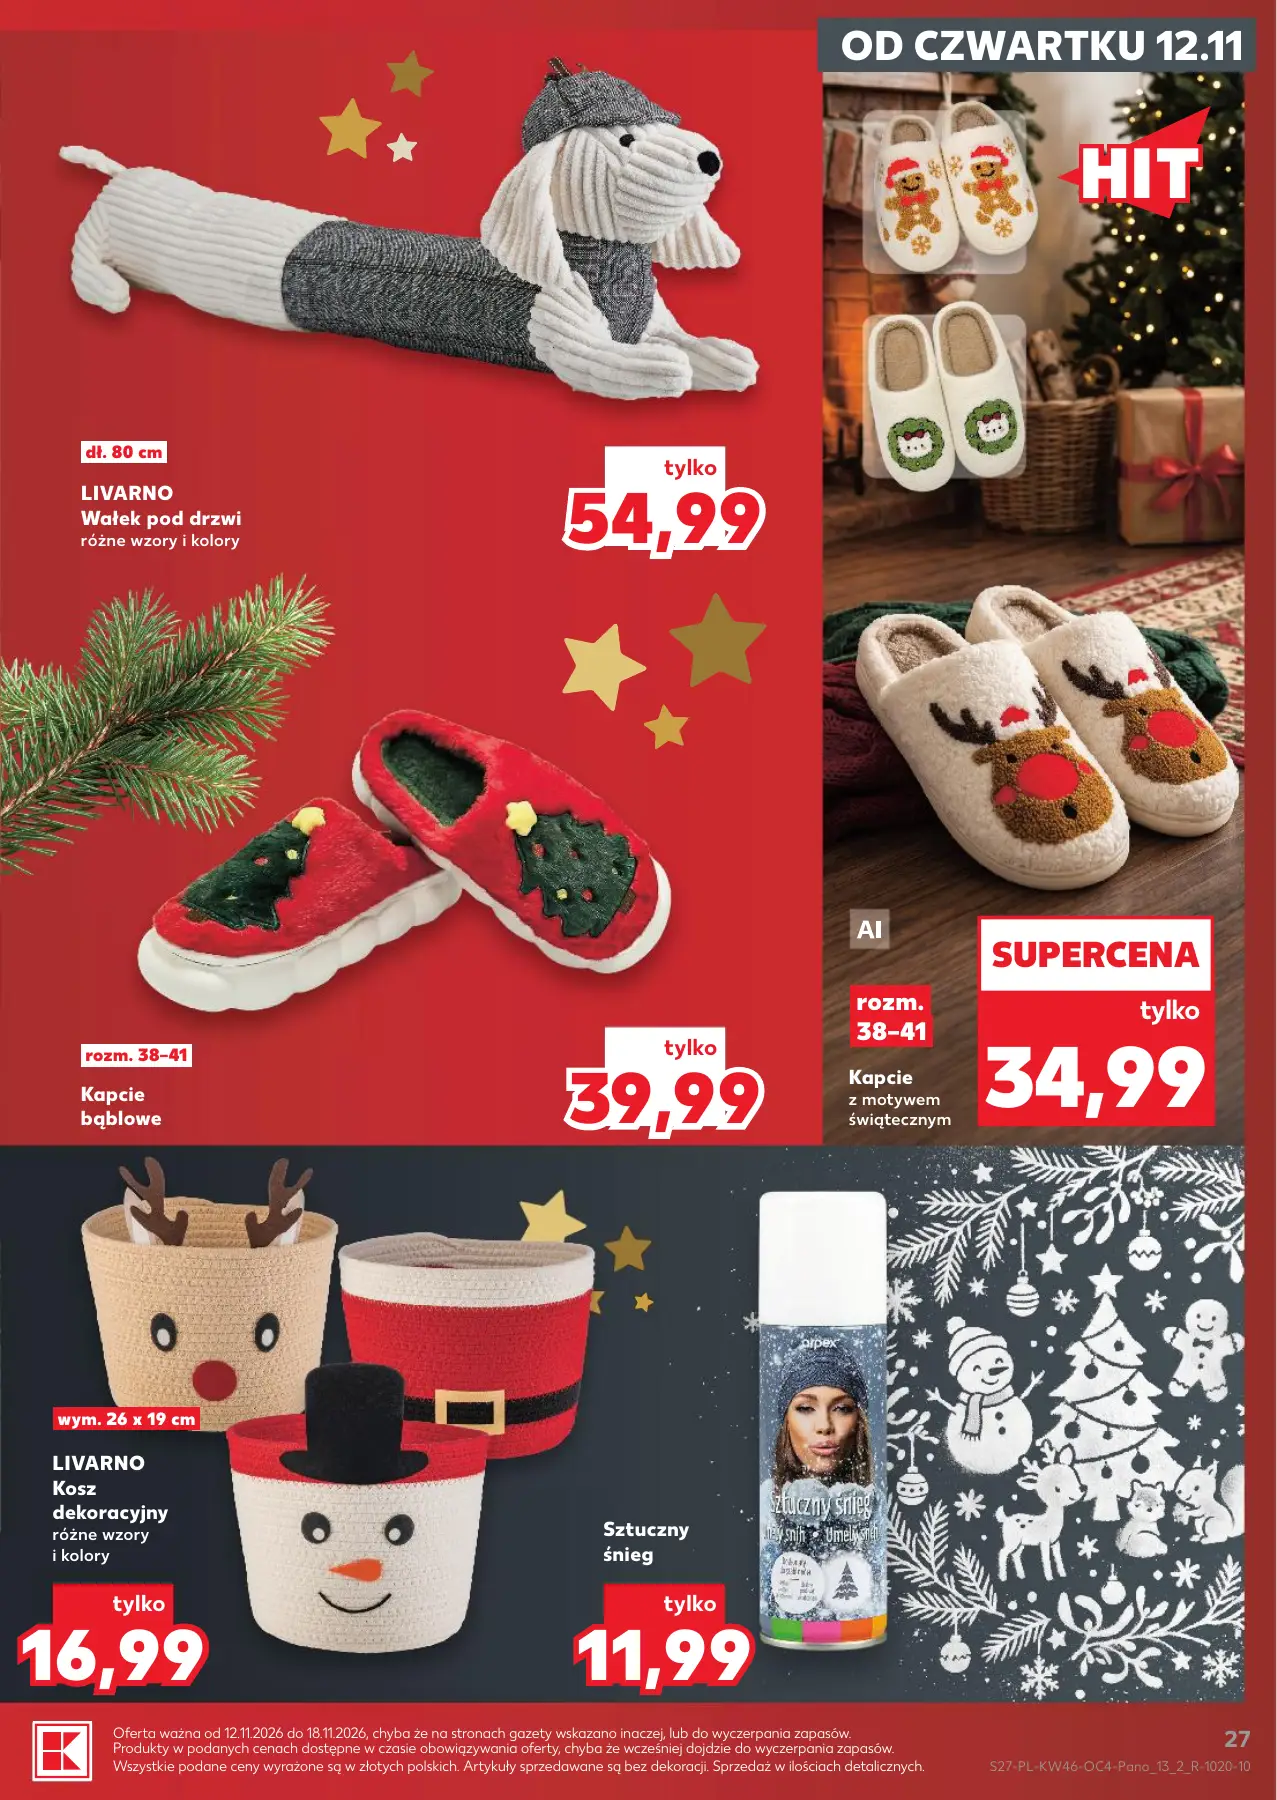 OD CZWARTKU 12.11
HIT
dł. 80 cm
LIVARNO
Wałek pod drzwi
różne wzory i kolory
tylko
54,99
rozm. 38–41
Kapcie
bąblowe
tylko
39,99
AI
rozm.
38–41
Kapcie
z motywem
świątecznym
SUPERCENA
tylko
34,99
wym. 26 x 19 cm
LIVARNO
Kosz
dekoracyjny
różne wzory
i kolory
tylko
16,99
Sztuczny
śnieg
tylko
11,99
arpex
Sztuczny śnieg
Umělý sníh
Oferta ważna od 12.11.2026 do 18.11.2026, chyba że na stronach gazety wskazano inaczej, lub do wyczerpania zapasów.
Produkty w podanych cenach dostępne w czasie obowiązywania oferty, chyba że wcześniej dojdzie do wyczerpania zapasów.
Wszystkie podane ceny wyrażone są w złotych polskich. Artykuły sprzedawane są bez dekoracji. Sprzedaż w ilościach detalicznych.
27
S27-PL-KW46-OC4-Pano_13_2_R-1020-10